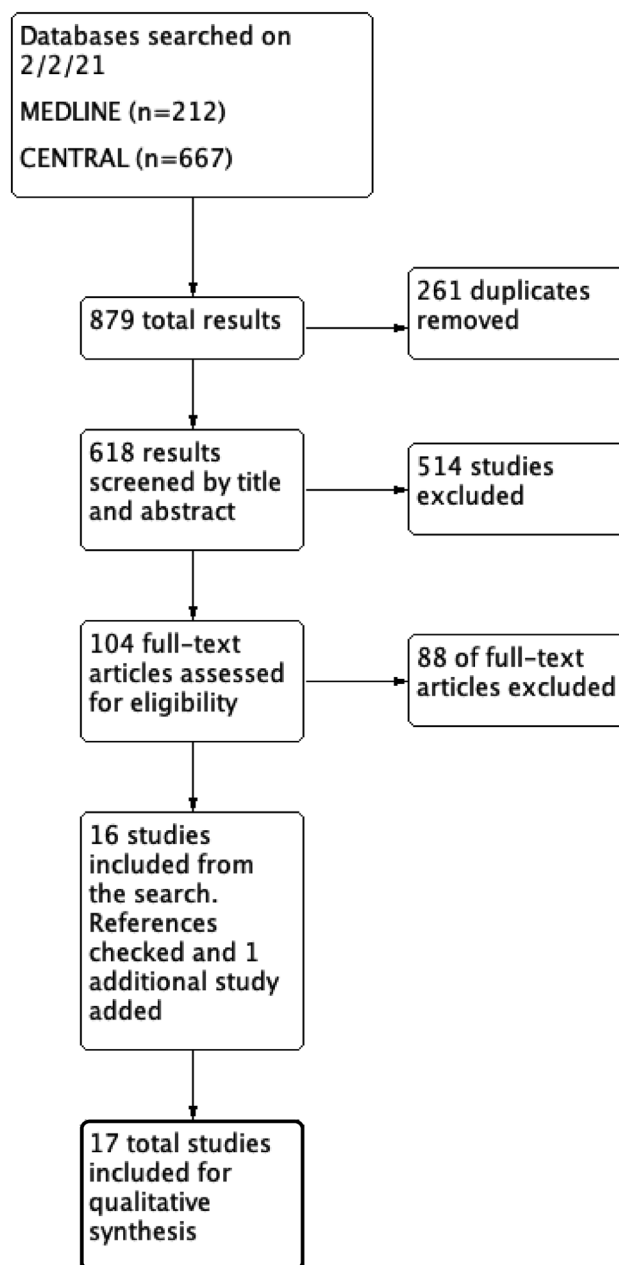 Databases searched on
2/2/21
MEDLINE (n=212)
CENTRAL (n=667)
879 total results
261 duplicates
removed
618 results
screened by title
and abstract
514 studies
excluded
104 full-text
articles assessed
for eligibility
88 of full-text
articles excluded
16 studies
included from
the search.
References
checked and 1
additional study
added
17 total studies
included for
qualitative
synthesis